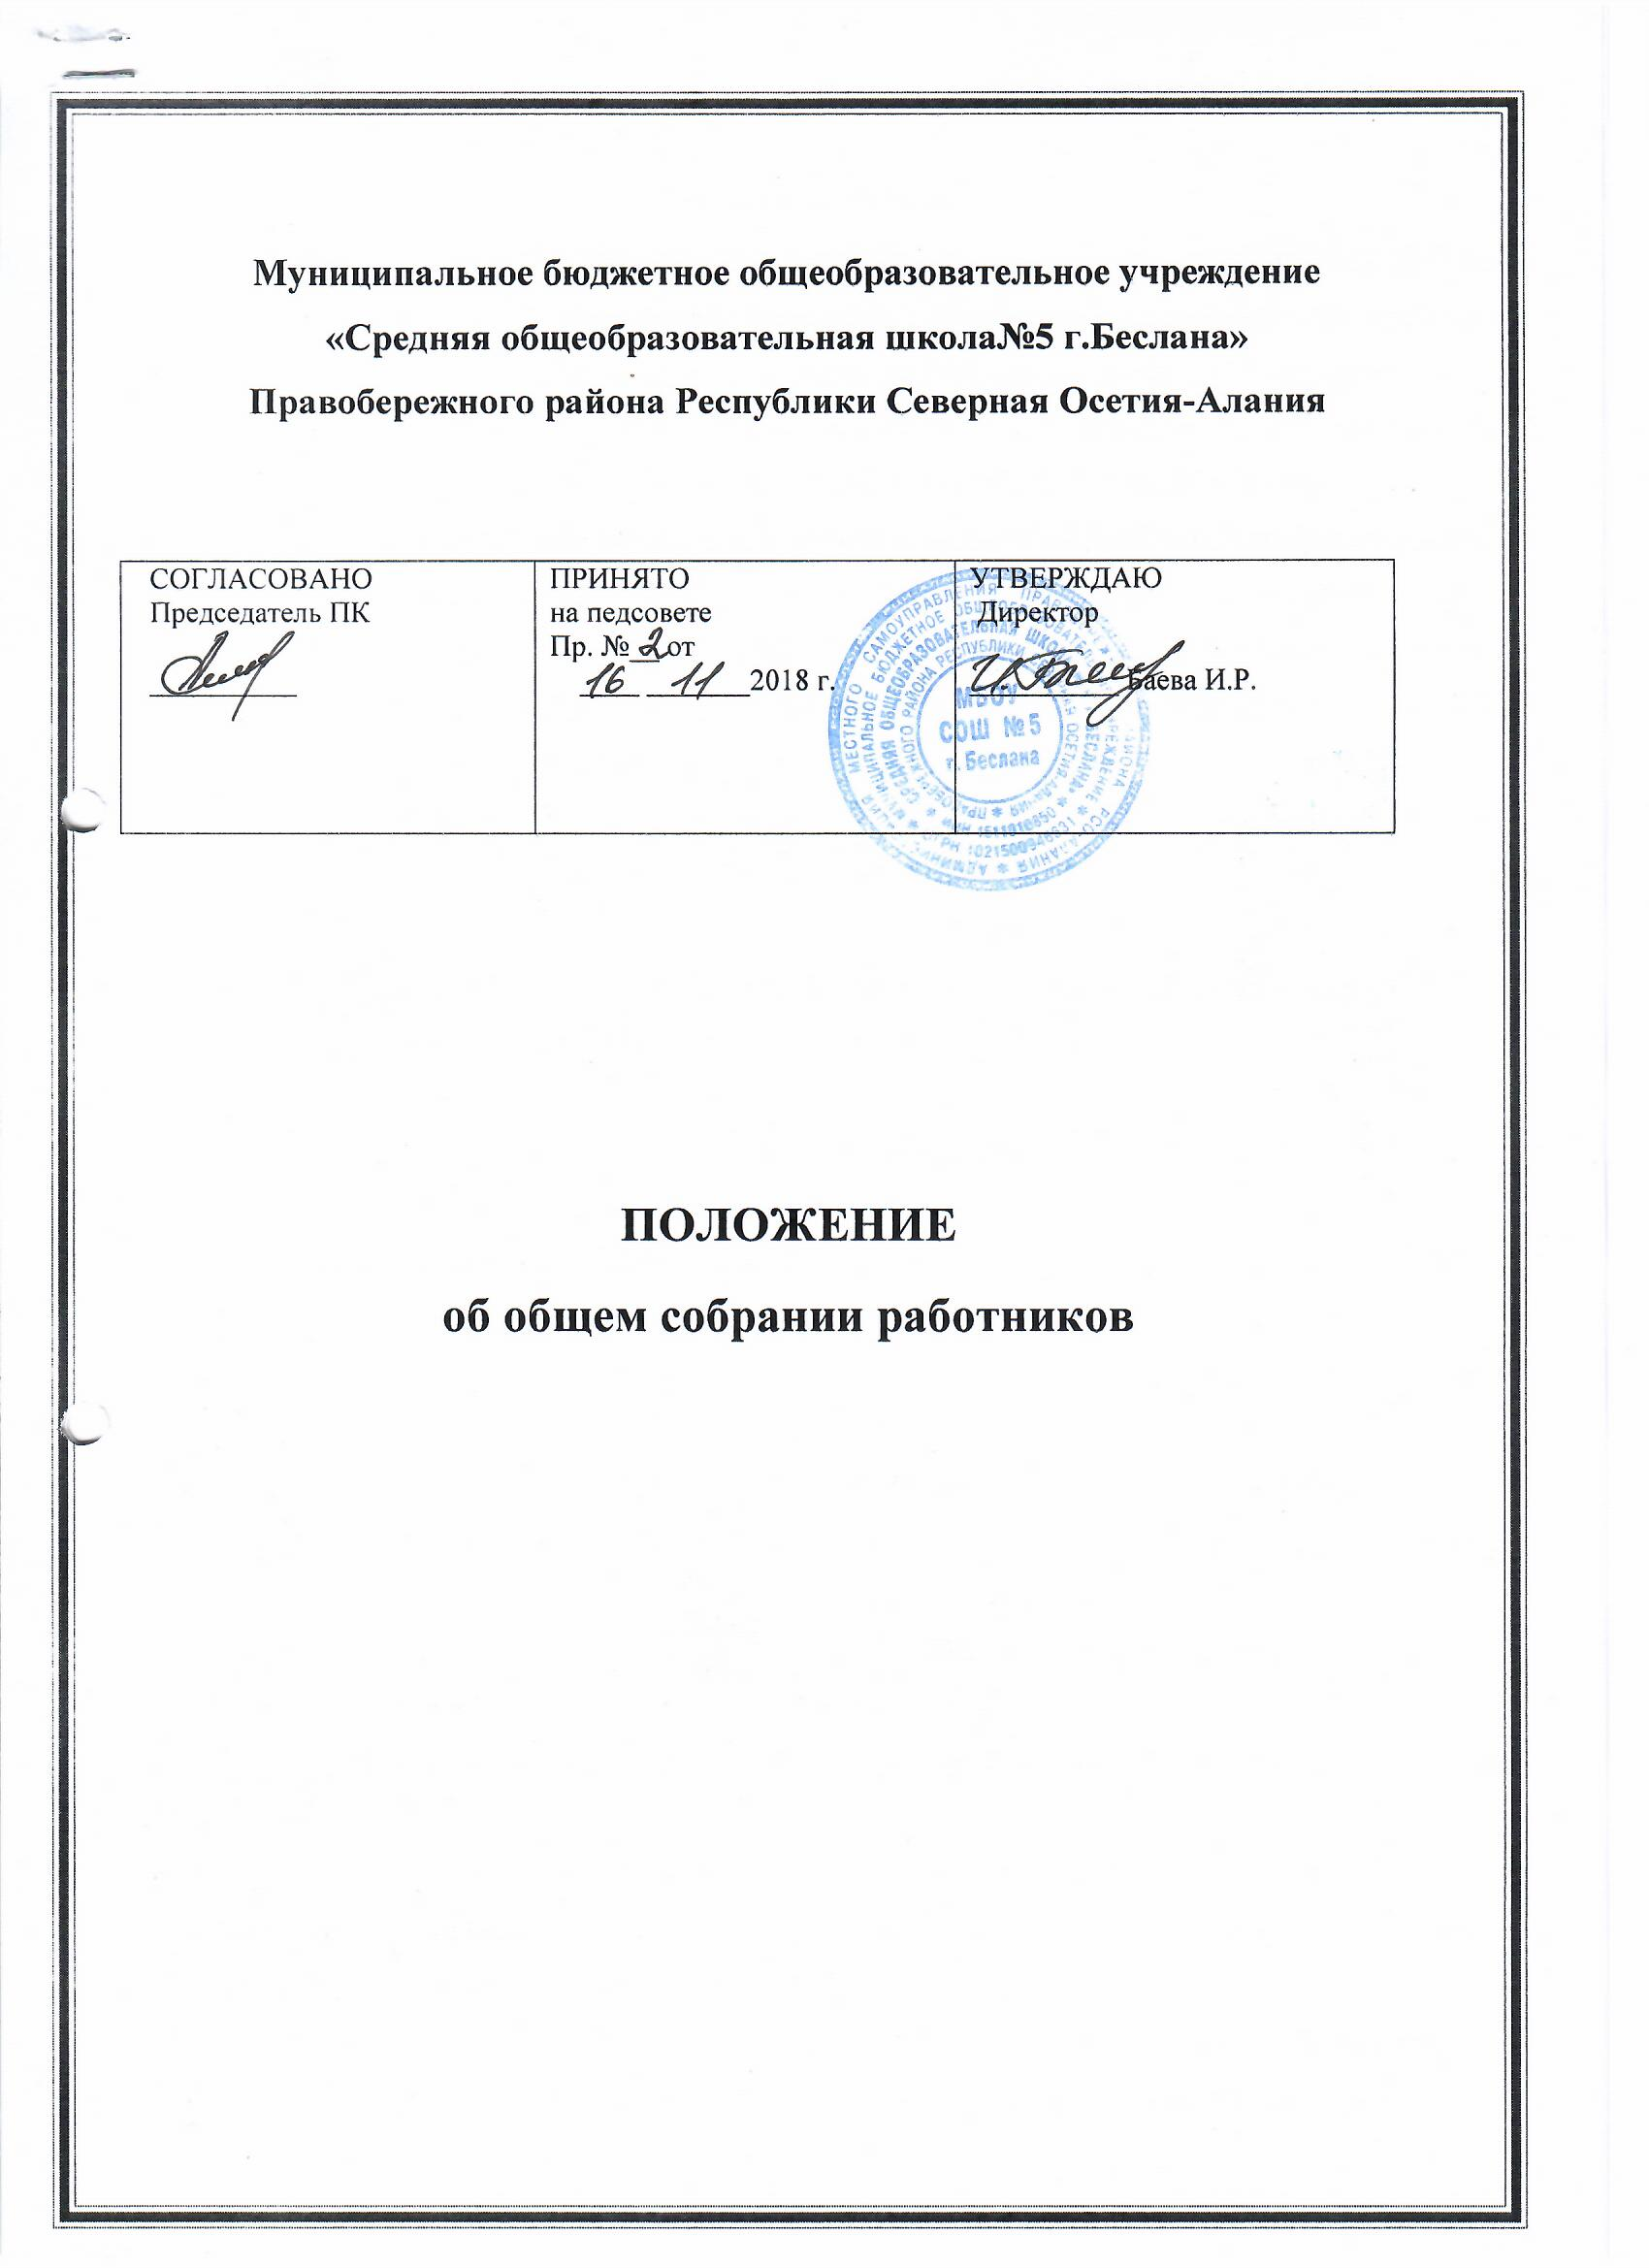 Муниципальное бюджетное общеобразовательное учреждение
«Средняя общеобразовательная школа№5 г.Беслана»
Правобережного района Республики Северная Осетия-Алания
СОГЛАСОВАНО
Председатель ПК
ПРИНЯТО
на педсовете
Пр. № 2 от
16 11 2018 г.
УТВЕРЖДАЮ
Директор
Баева И.Р.
МБОУ
СОШ №5
г. Беслана
ПОЛОЖЕНИЕ
об общем собрании работников